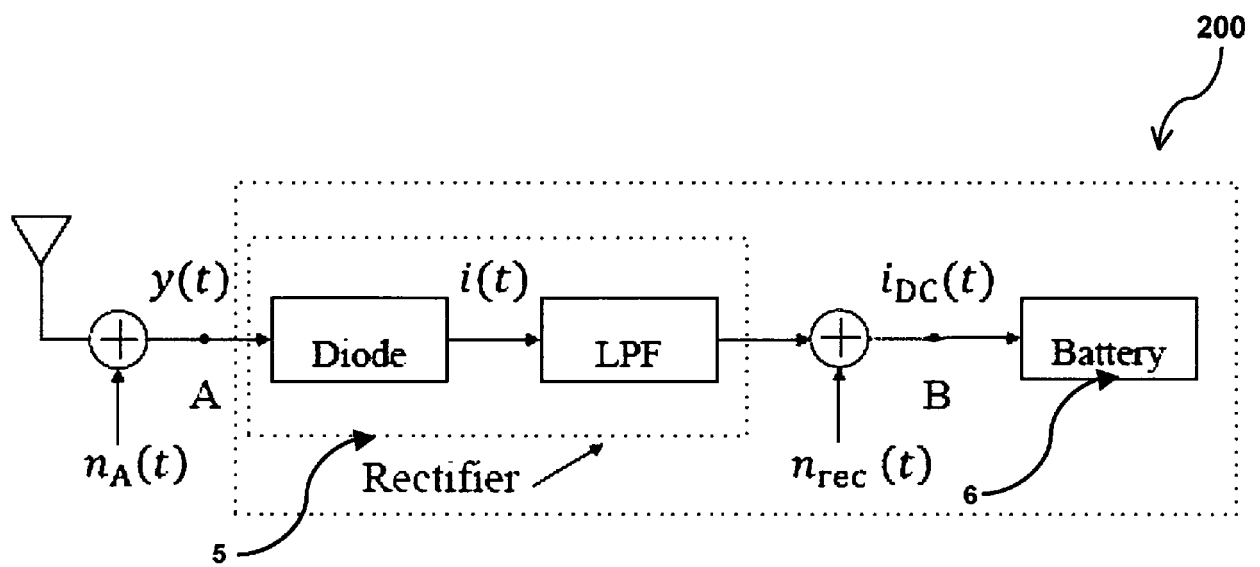 200
y(t)
i(t)
i_DC(t)
Diode
LPF
Battery
A
B
n_A(t)
Rectifier
n_rec (t)
6
5